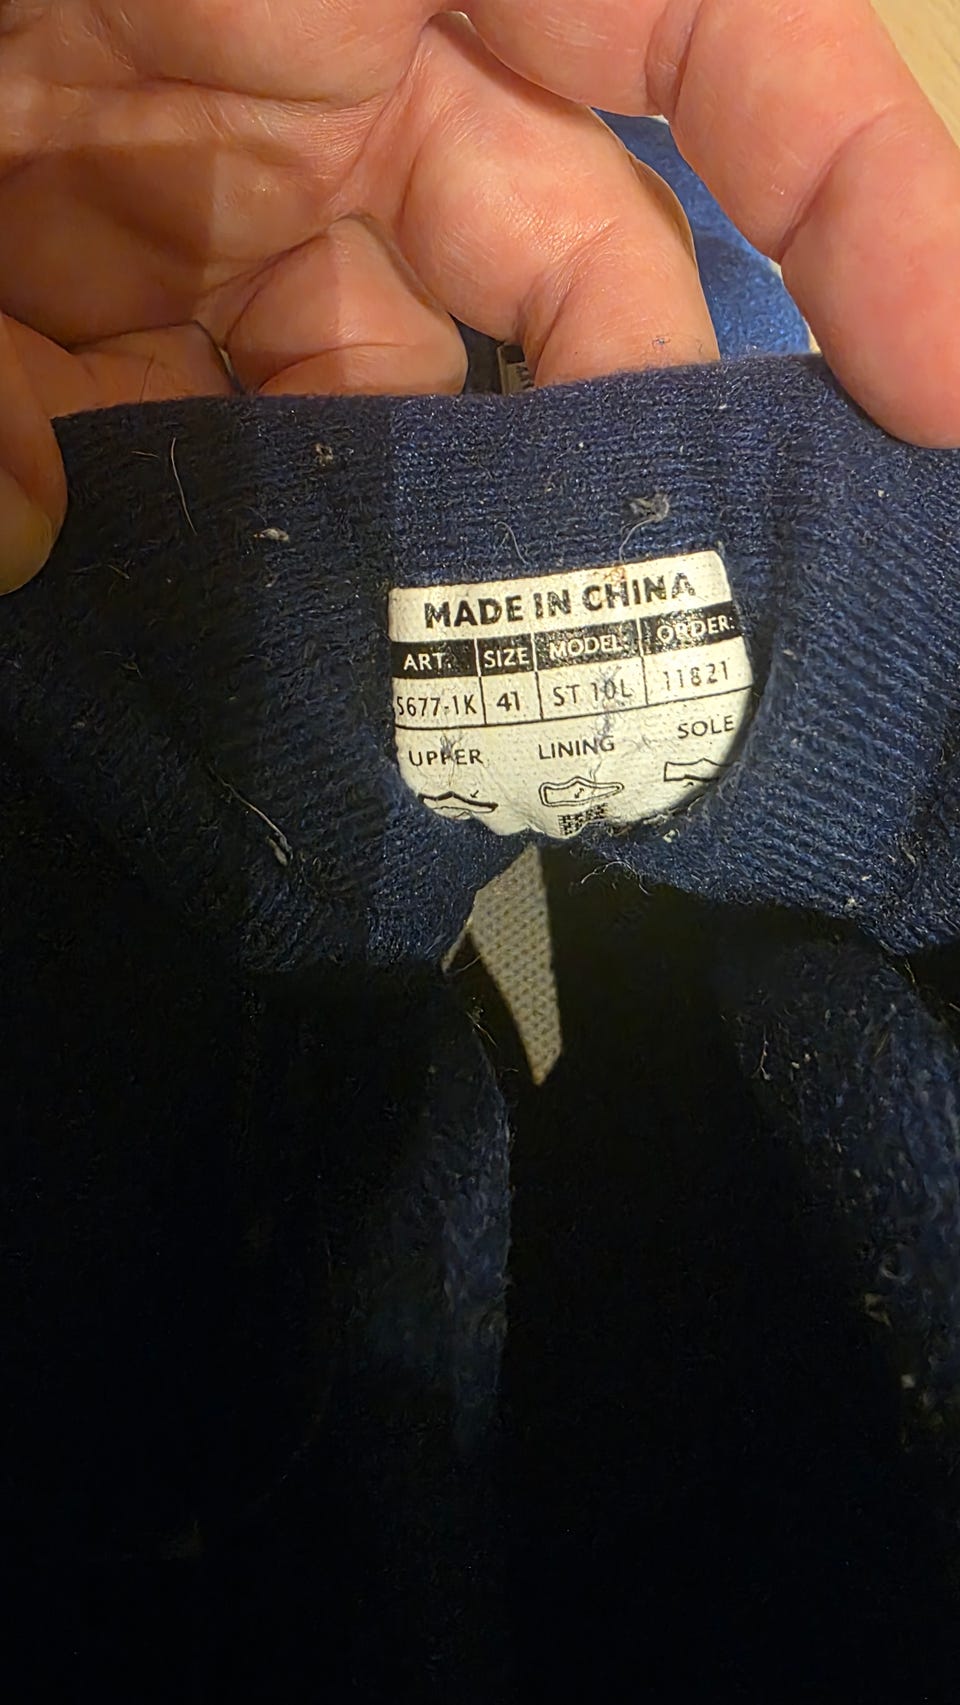 MADE IN CHINA
ART. SIZE MODEL: ORDER:
5677-1K 41 ST 10L 11821
UPPER LINING SOLE